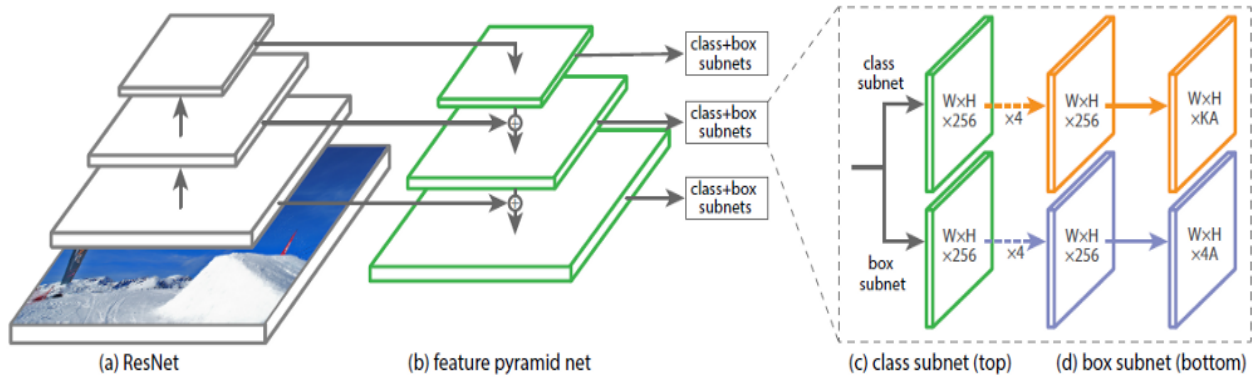 class+box
subnets
class+box
subnets
class+box
subnets
class
subnet
W×H
×256
×4
W×H
×256
W×H
×KA
box
subnet
W×H
×256
×4
W×H
×256
W×H
×4A
(a) ResNet
(b) feature pyramid net
(c) class subnet (top)
(d) box subnet (bottom)